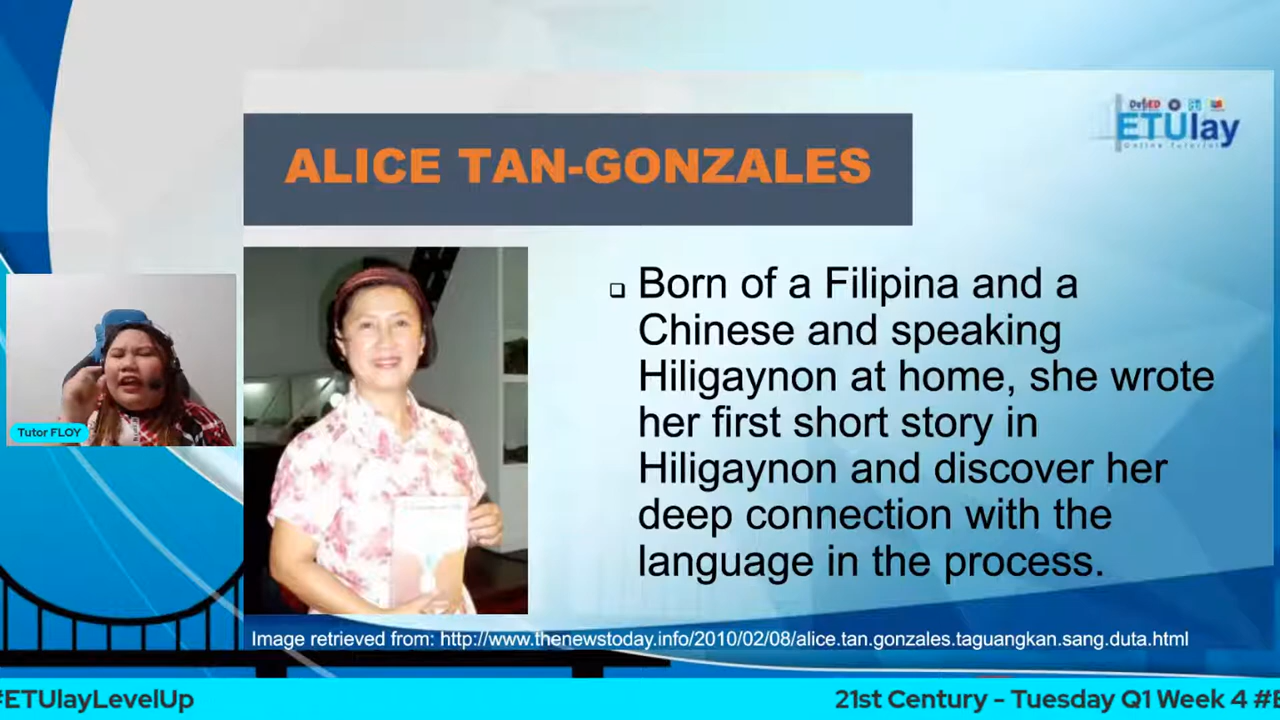 DepED
ETUlay
Online Tutorial
ALICE TAN-GONZALES
Born of a Filipina and a
Chinese and speaking
Hiligaynon at home, she wrote
her first short story in
Hiligaynon and discover her
deep connection with the
language in the process.
Tutor FLOY
Image retrieved from: http://www.thenewstoday.info/2010/02/08/alice.tan.gonzales.taguangkan.sang.duta.html
#ETUlayLevelUp
21st Century - Tuesday Q1 Week 4 #E